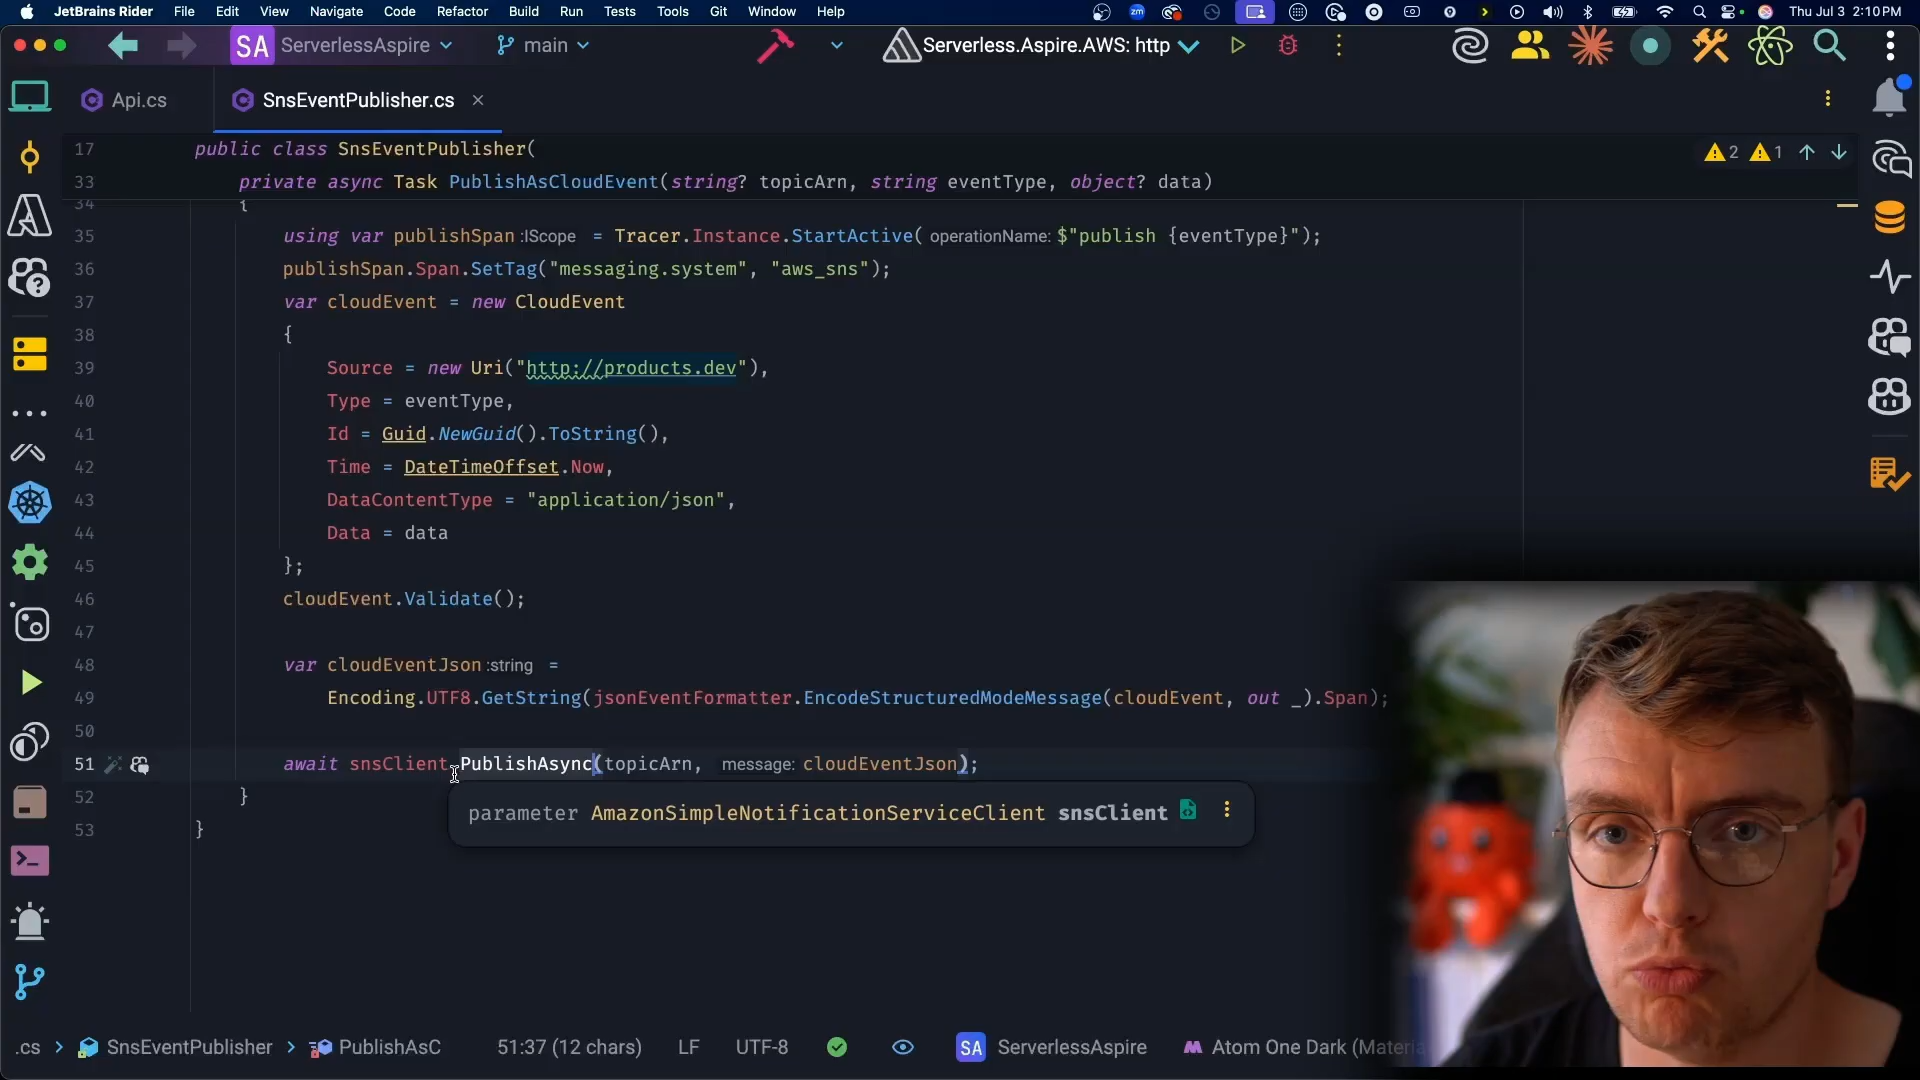 JetBrains Rider File Edit View Navigate Code Refactor Build Run Tests Tools Git Window Help zm Thu Jul 3 2:10 PM
SA ServerlessAspire main Serverless.Aspire.AWS: http
Api.cs SnsEventPublisher.cs
17 public class SnsEventPublisher( 2 1
33 private async Task PublishAsCloudEvent(string? topicArn, string eventType, object? data)
34 {
35 using var publishSpan :IScope = Tracer.Instance.StartActive( operationName: $"publish {eventType}");
36 publishSpan.Span.SetTag("messaging.system", "aws_sns");
37 var cloudEvent = new CloudEvent
38 {
39 Source = new Uri("http://products.dev"),
40 Type = eventType,
41 Id = Guid.NewGuid().ToString(),
42 Time = DateTimeOffset.Now,
43 DataContentType = "application/json",
44 Data = data
45 };
46 cloudEvent.Validate();
47
48 var cloudEventJson :string =
49 Encoding.UTF8.GetString(jsonEventFormatter.EncodeStructuredModeMessage(cloudEvent, out _).Span);
50
51 await snsClient.PublishAsync(topicArn, message: cloudEventJson);
52 }
parameter AmazonSimpleNotificationServiceClient snsClient
53 }
.cs SnsEventPublisher PublishAsC 51:37 (12 chars) LF UTF-8 SA ServerlessAspire Atom One Dark (Materi